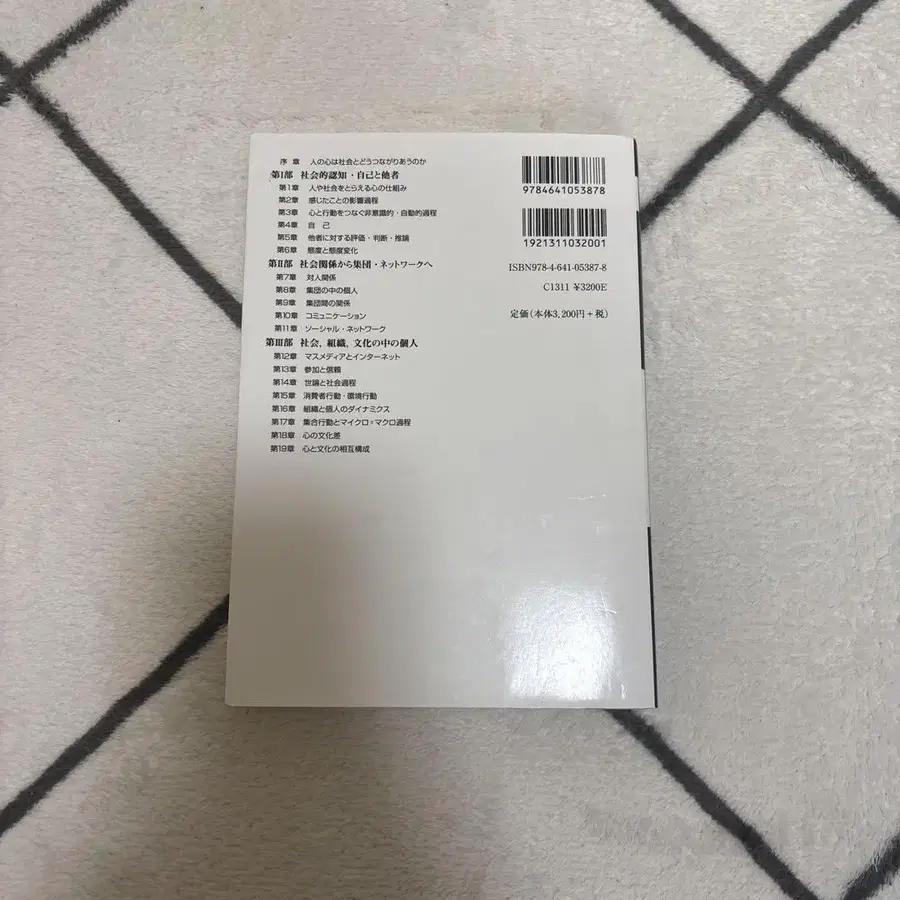 序 章 人の心は社会とどうつながりあうのか
第Ⅰ部 社会的認知・自己と他者
第1章 人や社会をとらえる心の仕組み
第2章 感じたことの影響過程
第3章 心と行動をつなぐ非意識的・自動的過程
第4章 自 己
第5章 他者に対する評価・判断・推論
第6章 態度と態度変化
第Ⅱ部 社会関係から集団・ネットワークへ
第7章 対人関係
第8章 集団の中の個人
第9章 集団間の関係
第10章 コミュニケーション
第11章 ソーシャル・ネットワーク
第Ⅲ部 社会，組織，文化の中の個人
第12章 マスメディアとインターネット
第13章 参加と信頼
第14章 世論と社会過程
第15章 消費者行動・環境行動
第16章 組織と個人のダイナミクス
第17章 集合行動とマイクロ＝マクロ過程
第18章 心の文化差
第19章 心と文化の相互構成
9784641053878
1921311032001
ISBN978-4-641-05387-8
C1311 ¥3200E
定価（本体3,200円＋税）